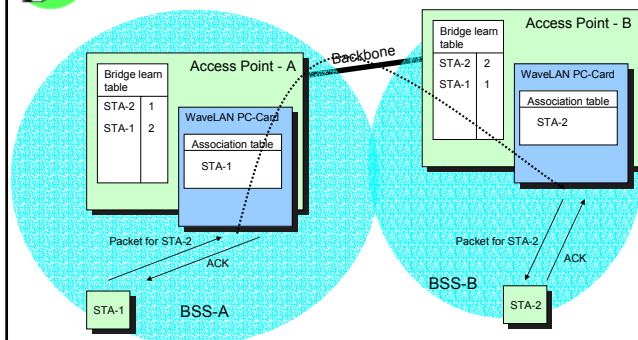 Access Point - A
Bridge learn
table
STA-2 1
STA-1 2
WaveLAN PC-Card
Association table
STA-1
Packet for STA-2
ACK
STA-1
BSS-A
Backbone
Access Point - B
Bridge learn
table
STA-2 2
STA-1 1
WaveLAN PC-Card
Association table
STA-2
Packet for STA-2
ACK
STA-2
BSS-B